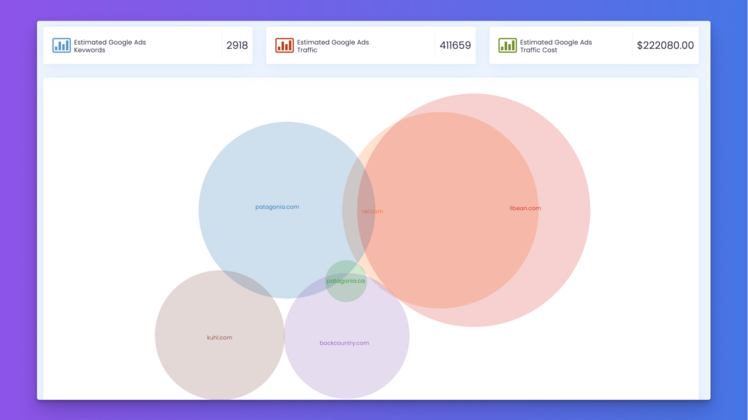 Estimated Google Ads
Keywords
2918
Estimated Google Ads
Traffic
411659
Estimated Google Ads
Traffic Cost
$222080.00
patagonia.com
rei.com
llbean.com
patagonia.ca
kuhl.com
backcountry.com